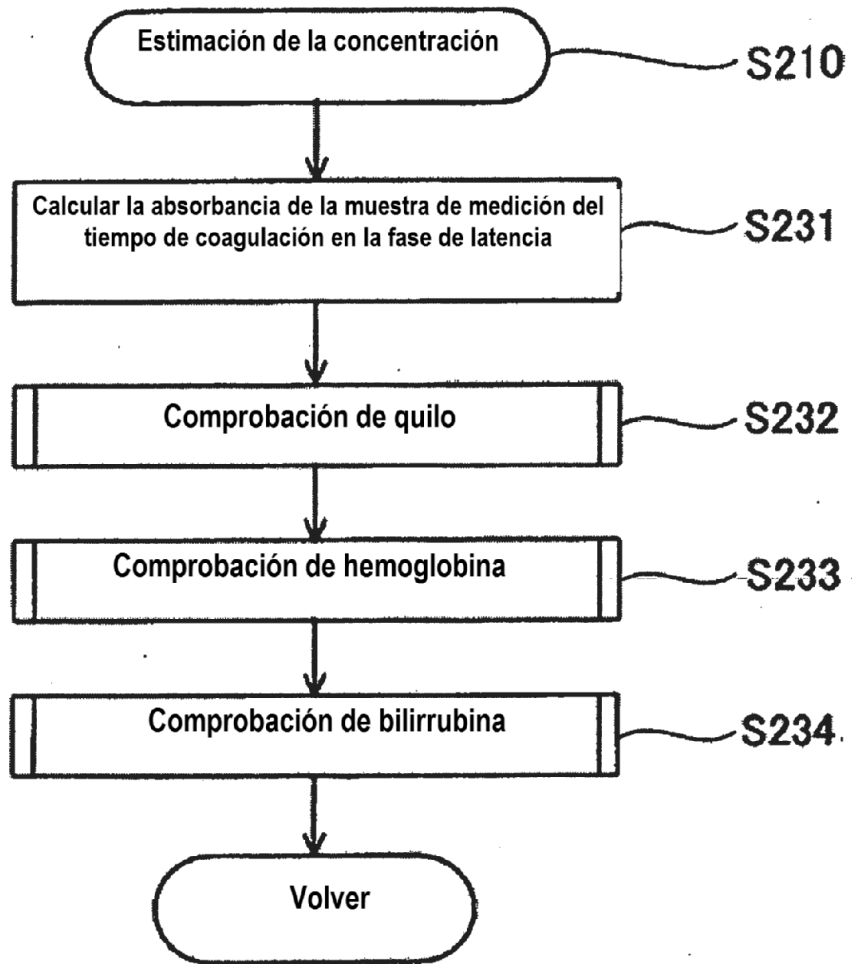 Estimación de la concentración
S210
Calcular la absorbancia de la muestra de medición del
tiempo de coagulación en la fase de latencia
S231
Comprobación de quilo
S232
Comprobación de hemoglobina
S233
Comprobación de bilirrubina
S234
Volver